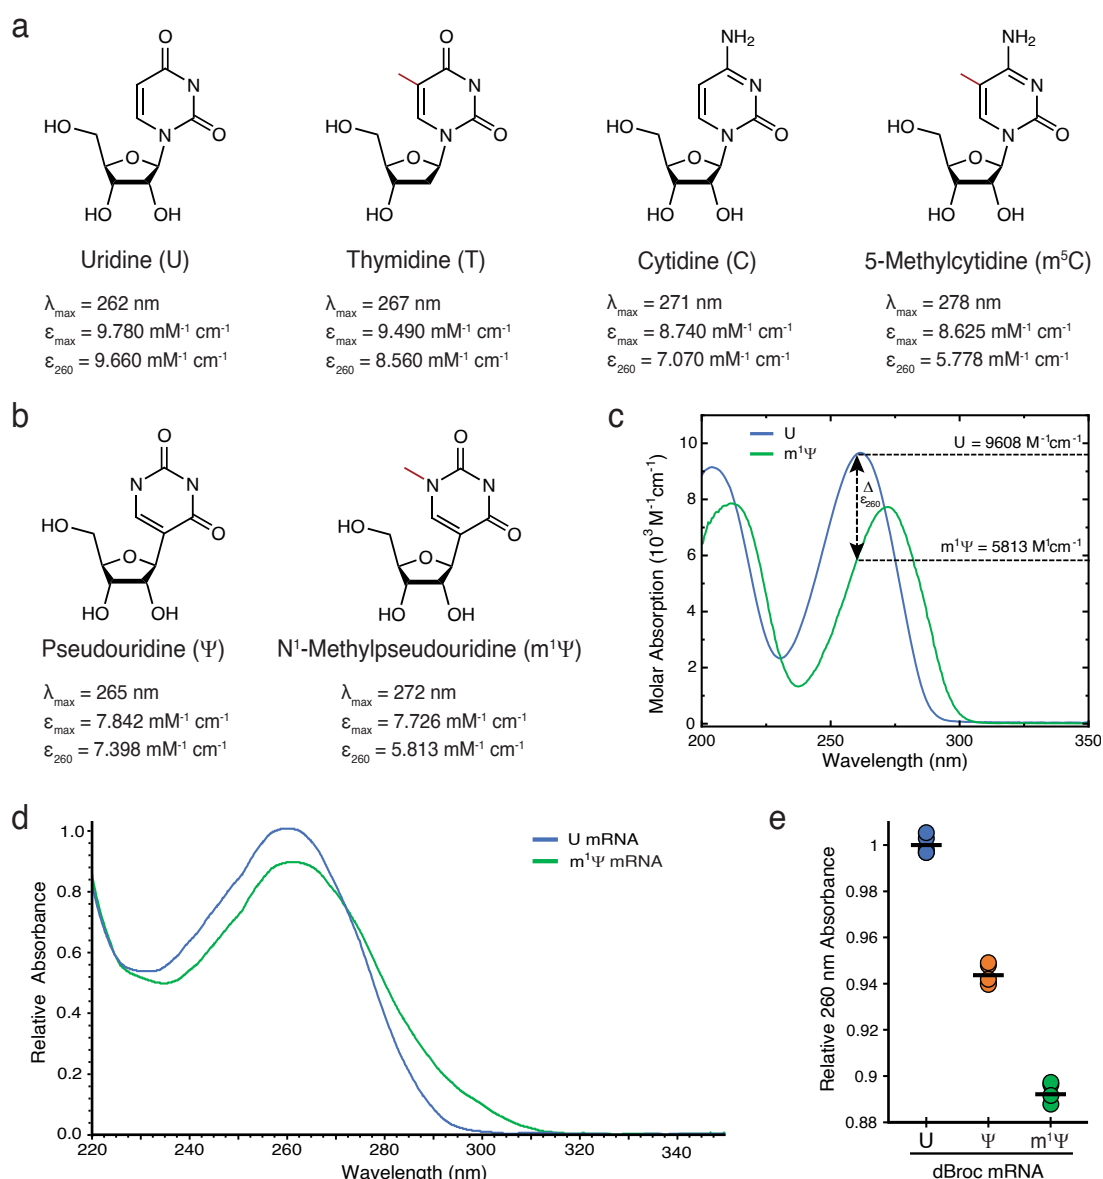 a
O
N
N
O
HO
O
HO
OH
Uridine (U)
λmax = 262 nm
εmax = 9.780 mM-1 cm-1
ε260 = 9.660 mM-1 cm-1
O
N
N
O
HO
O
HO
Thymidine (T)
λmax = 267 nm
εmax = 9.490 mM-1 cm-1
ε260 = 8.560 mM-1 cm-1
NH2
N
N
O
HO
O
HO
OH
Cytidine (C)
λmax = 271 nm
εmax = 8.740 mM-1 cm-1
ε260 = 7.070 mM-1 cm-1
NH2
N
N
O
HO
O
HO
OH
5-Methylcytidine (m5C)
λmax = 278 nm
εmax = 8.625 mM-1 cm-1
ε260 = 5.778 mM-1 cm-1
b
O
N
N
O
HO
O
HO
OH
Pseudouridine (Ψ)
λmax = 265 nm
εmax = 7.842 mM-1 cm-1
ε260 = 7.398 mM-1 cm-1
O
N
N
O
HO
O
HO
OH
N1-Methylpseudouridine (m1Ψ)
λmax = 272 nm
εmax = 7.726 mM-1 cm-1
ε260 = 5.813 mM-1 cm-1
c
U
m1Ψ
U = 9608 M-1cm-1
Δ
ε260
m1Ψ = 5813 M1cm-1
Molar Absorption (103 M-1cm-1)
10
8
6
4
2
0
200
250
300
350
Wavelength (nm)
d
U mRNA
m1Ψ mRNA
Relative Absorbance
1.0
0.8
0.6
0.4
0.2
0.0
220
240
260
280
300
320
340
Wavelength (nm)
e
Relative 260 nm Absorbance
1
0.98
0.96
0.94
0.92
0.9
0.88
U
Ψ
m1Ψ
dBroc mRNA